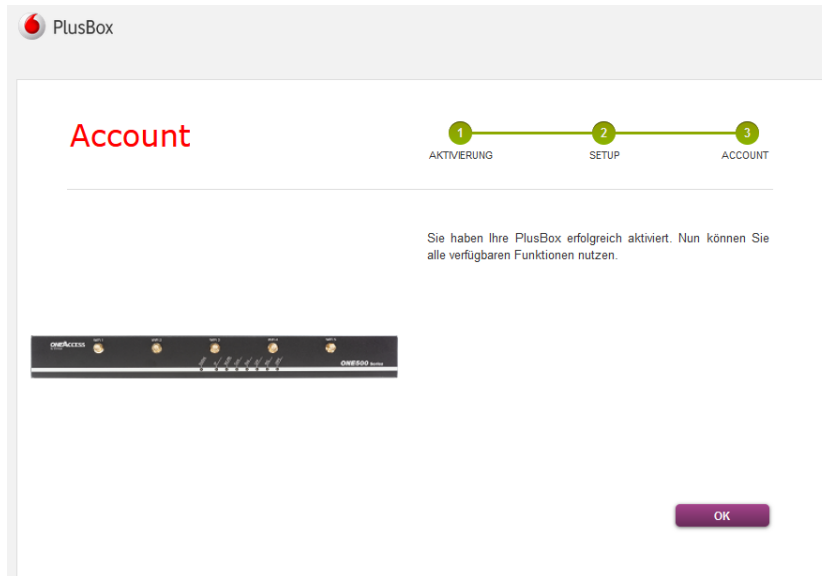 PlusBox
Account
1
2
3
AKTIVIERUNG
SETUP
ACCOUNT
Sie haben Ihre PlusBox erfolgreich aktiviert. Nun können Sie
alle verfügbaren Funktionen nutzen.
ONEACCESS
ONE500 Series
OK